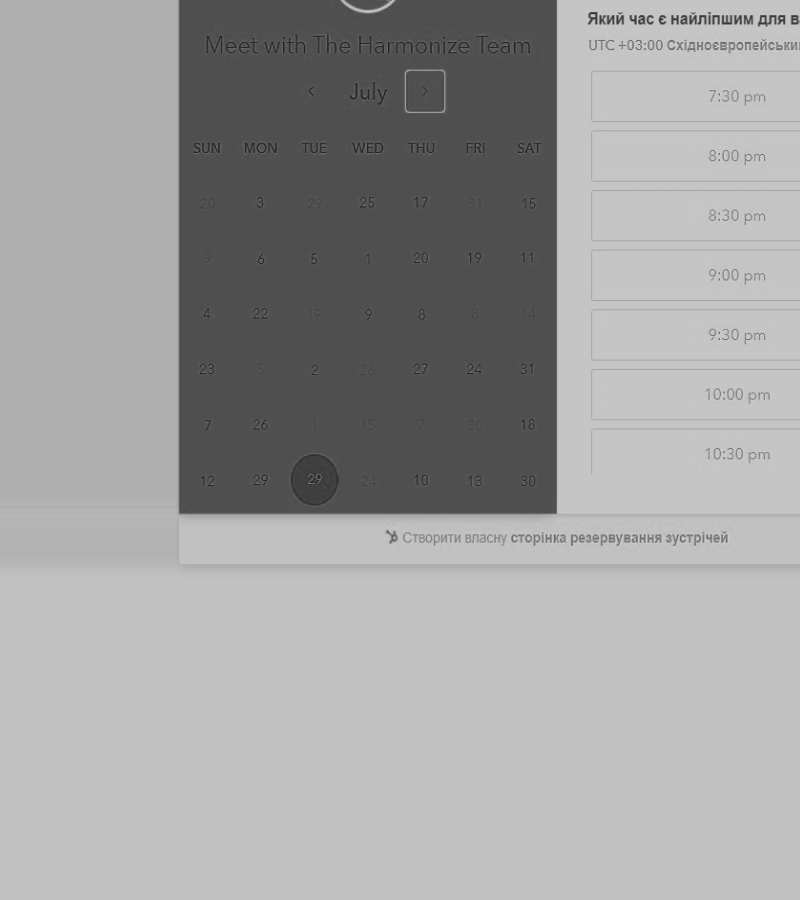 Meet with The Harmonize Team
July
SUN MON TUE WED THU FRI SAT
20 3 29 25 17 31 15
9 6 5 1 20 19 11
4 22 19 9 8 8 14
23 5 2 26 27 24 31
7 26 1 15 7 30 18
12 29 29 24 10 13 30
Який час є найліпшим для
UTC +03:00
7:30 pm
8:00 pm
8:30 pm
9:00 pm
9:30 pm
10:00 pm
10:30 pm
Створити власну сторінка резервування зустрічей